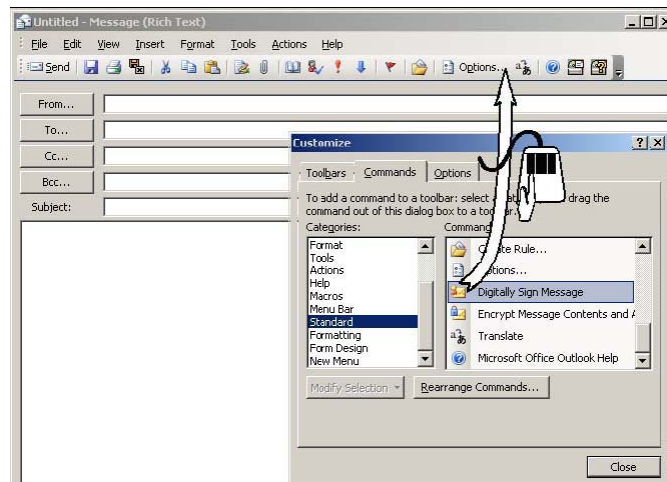 Untitled - Message (Rich Text)
File Edit View Insert Format Tools Actions Help
Send Options...
From...
To...
Cc...
Bcc...
Subject:
Customize
Toolbars Commands Options
To add a command to a toolbar: select drag the
command out of this dialog box to a
Categories:
Format
Tools
Actions
Help
Macros
Menu Bar
Standard
Formatting
Form Design
New Menu
Rule...
Digitally Sign Message
Encrypt Message Contents and
Translate
Microsoft Office Outlook Help
Modify Selection Rearrange Commands...
Close